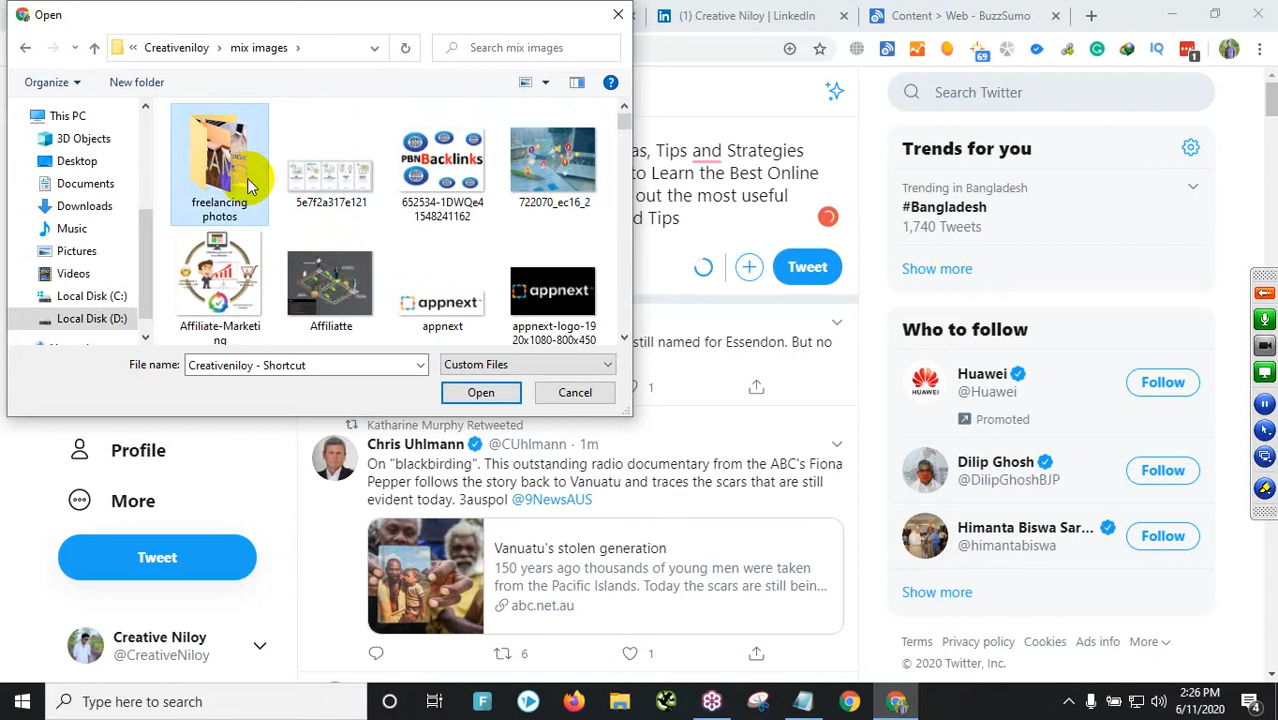 Open
(1) Creative Niloy | LinkedIn
Content > Web - BuzzSumo
Creativeniloy
mix images
Search mix images
Organize
New folder
69
1
This PC
3D Objects
Desktop
Documents
Downloads
Music
Pictures
Videos
Local Disk (C:)
Local Disk (D:)
freelancing
photos
5e7f2a317e121
PBN
Backlinks
652534-1DWQe4
1548241162
722070_ec16_2
Affiliate-Marketi
ng
Affiliatte
appnext
appnext
appnext
appnext-logo-19
20x1080-800x450
File name:
Creativeniloy - Shortcut
Custom Files
Open
Cancel
as, Tips and Strategies
to Learn the Best Online
out the most useful
d Tips
Tweet
still named for Essendon. But no
1
Katharine Murphy Retweeted
Chris Uhlmann @CUhlmann · 1m
On "blackbirding". This outstanding radio documentary from the ABC's Fiona
Pepper follows the story back to Vanuatu and traces the scars that are still
evident today. 3auspol @9NewsAUS
Vanuatu's stolen generation
150 years ago thousands of young men were taken
from the Pacific Islands. Today the scars are still bein...
abc.net.au
6
1
Profile
More
Tweet
Creative Niloy
@CreativeNiloy
Search Twitter
Trends for you
Trending in Bangladesh
#Bangladesh
1,740 Tweets
Show more
Who to follow
Huawei
@Huawei
Promoted
Follow
Dilip Ghosh
@DilipGhoshBJP
Follow
Himanta Biswa Sar...
@himantabiswa
Follow
Show more
Terms Privacy policy Cookies Ads info More
© 2020 Twitter, Inc.
Type here to search
2:26 PM
6/11/2020
4